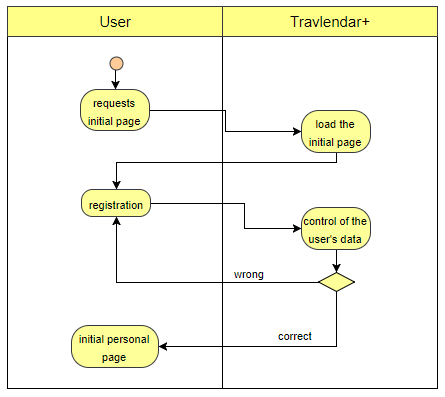 User
Travlendar+
requests
initial page
load the
initial page
registration
control of the
user's data
wrong
correct
initial personal
page